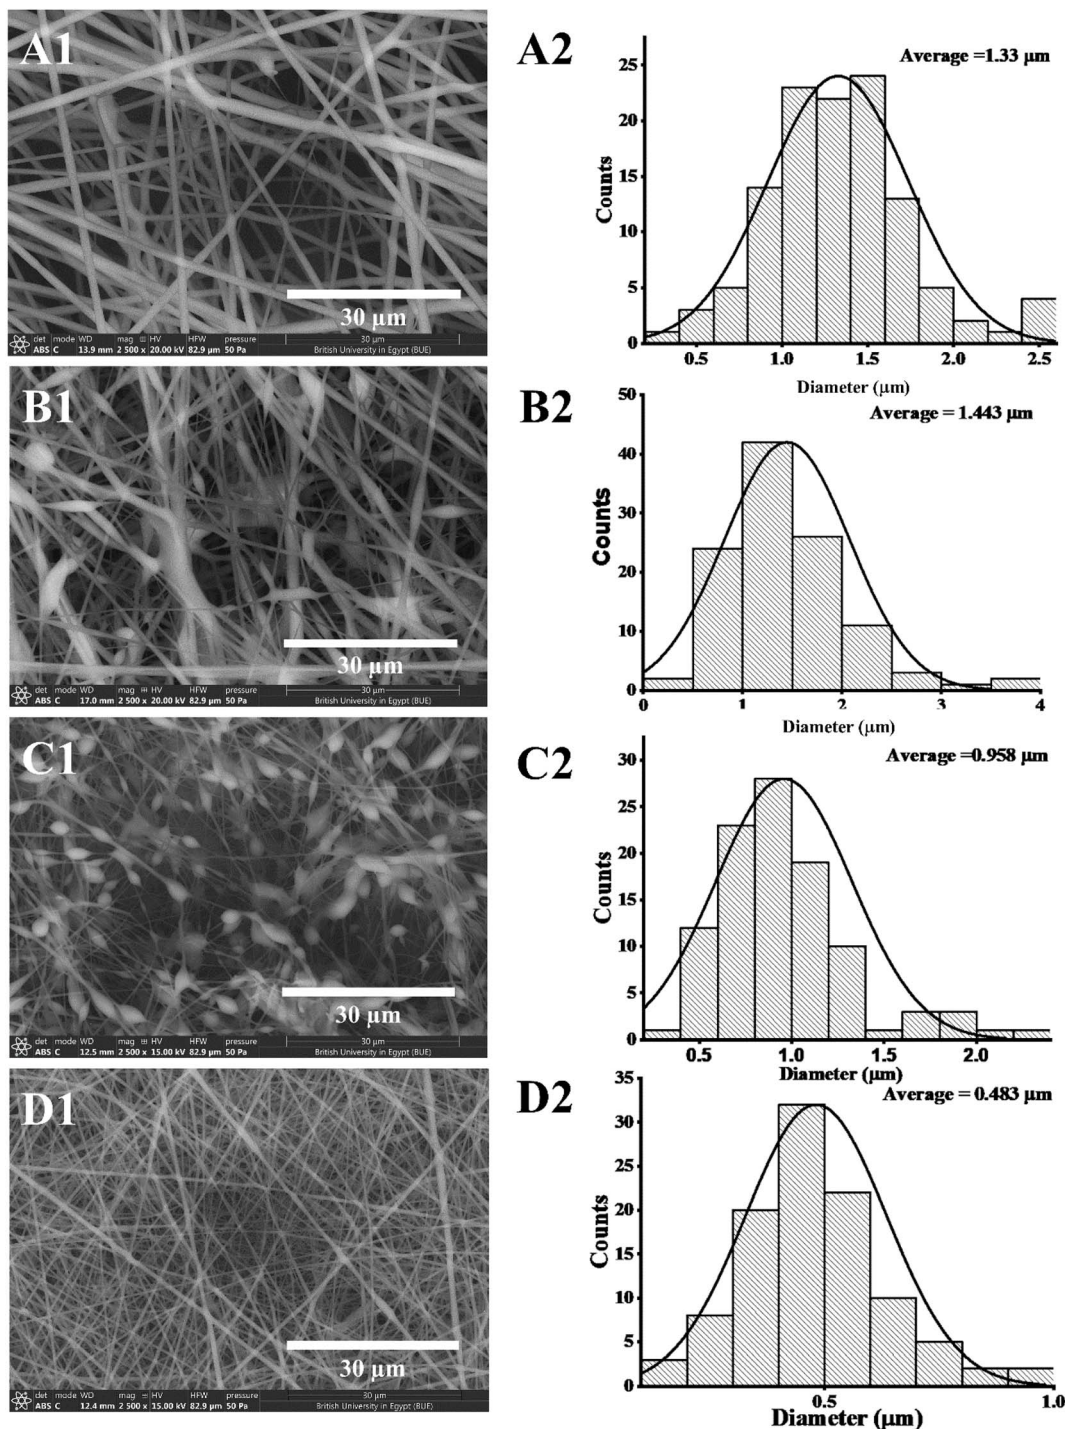 A1
30 µm
det mode WD mag ⊞ HV HFW pressure 30 µm
ABS C 13.9 mm 2 500 x 20.00 kV 82.9 µm 50 Pa British University in Egypt (BUE)
A2
Average =1.33 µm
25
20
15
10
5
0
Counts
0.5 1.0 1.5 2.0 2.5
Diameter (µm)
B1
30 µm
det mode WD mag ⊞ HV HFW pressure 30 µm
ABS C 17.0 mm 2 500 x 20.00 kV 82.9 µm 50 Pa British University in Egypt (BUE)
B2
Average = 1.443 µm
50
40
30
20
10
0
Counts
0 1 2 3 4
Diameter (µm)
C1
30 µm
det mode WD mag ⊞ HV HFW pressure 30 µm
ABS C 12.5 mm 2 500 x 15.00 kV 82.9 µm 50 Pa British University in Egypt (BUE)
C2
Average =0.958 µm
30
25
20
15
10
5
0
Counts
0.5 1.0 1.5 2.0
Diameter (µm)
D1
30 µm
det mode WD mag ⊞ HV HFW pressure 30 µm
ABS C 12.4 mm 2 500 x 15.00 kV 82.9 µm 50 Pa British University in Egypt (BUE)
D2
Average = 0.483 µm
35
30
25
20
15
10
5
0
Counts
0.5 1.0
Diameter (µm)